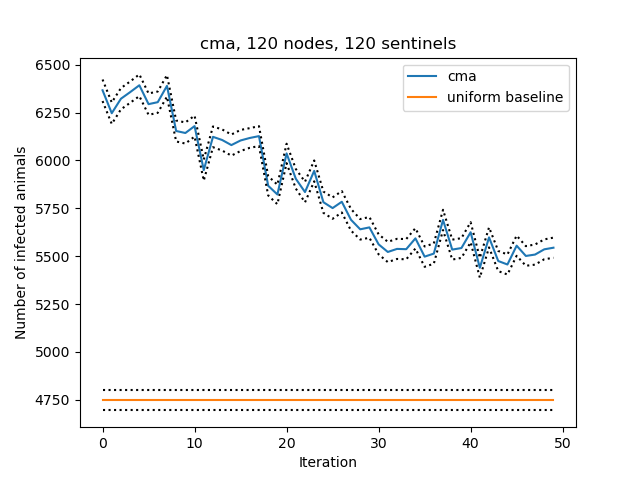 cma, 120 nodes, 120 sentinels
cma
uniform baseline
Number of infected animals
6500
6250
6000
5750
5500
5250
5000
4750
0 10 20 30 40 50
Iteration